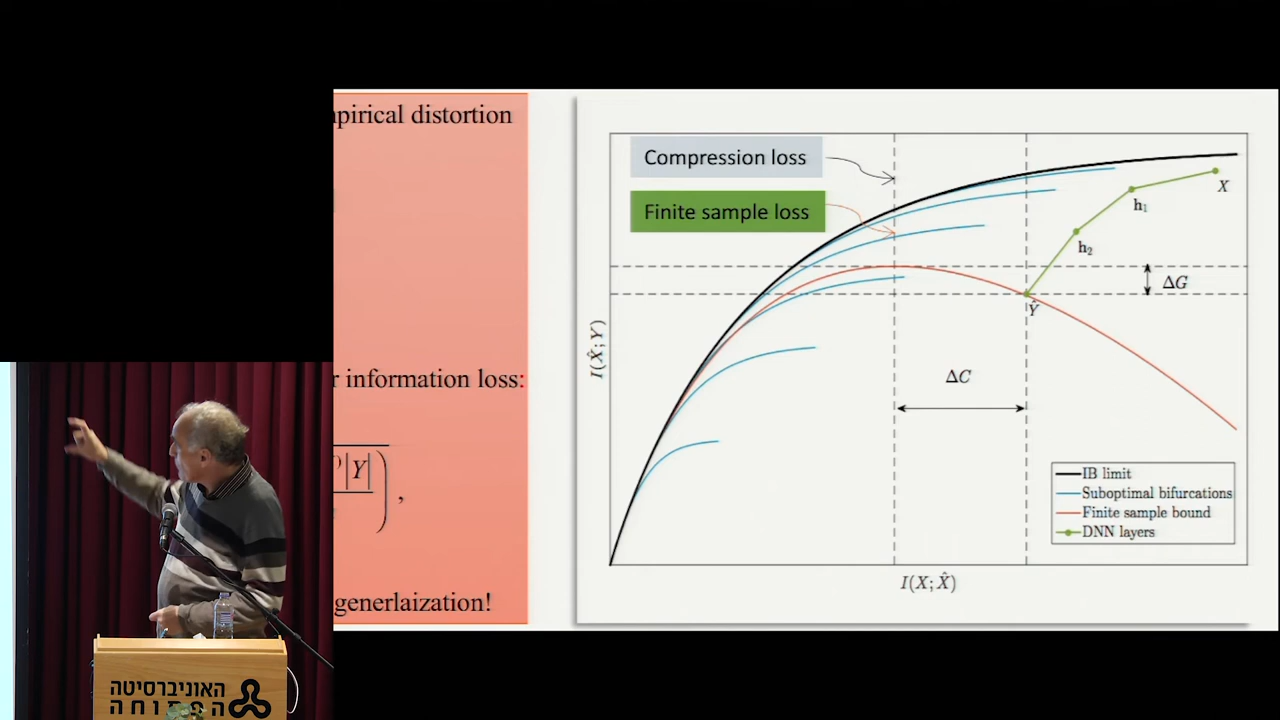 mpirical distortion
r information loss:
|Y|
,
generlaization!
Compression loss
Finite sample loss
X
h₁
h₂
Ŷ
ΔG
ΔC
I(X̂;Y)
I(X;X̂)
IB limit
Suboptimal bifurcations
Finite sample bound
DNN layers
האוניברסיטה
הפתוחה